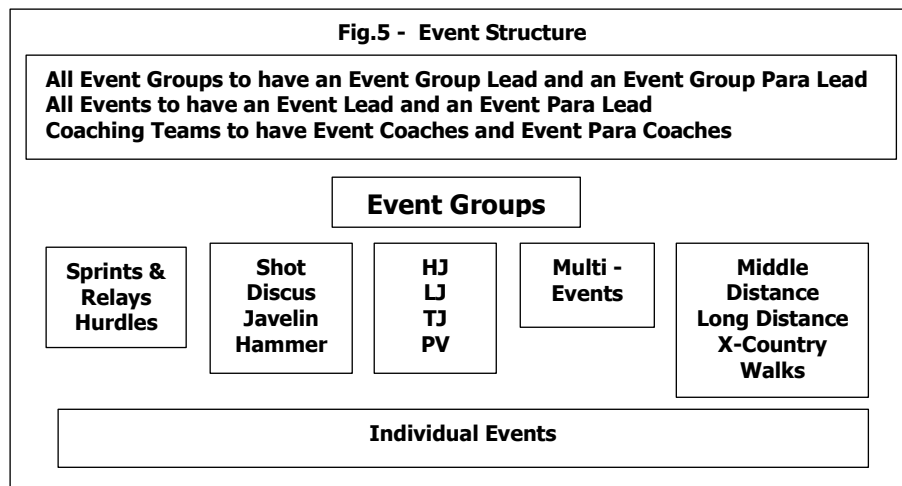 Fig.5 - Event Structure
All Event Groups to have an Event Group Lead and an Event Group Para Lead
All Events to have an Event Lead and an Event Para Lead
Coaching Teams to have Event Coaches and Event Para Coaches
Event Groups
Sprints &
Relays
Hurdles
Shot
Discus
Javelin
Hammer
HJ
LJ
TJ
PV
Multi -
Events
Middle
Distance
Long Distance
X-Country
Walks
Individual Events